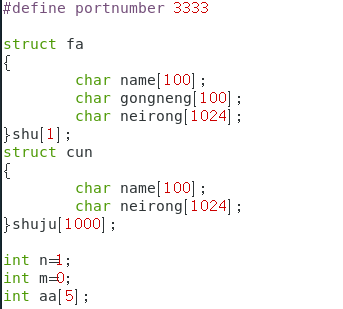 #define portnumber 3333
struct fa
{
char name[100];
char gongneng[100];
char neirong[1024];
}shu[1];
struct cun
{
char name[100];
char neirong[1024];
}shuju[1000];
int n=1;
int m=0;
int aa[5];